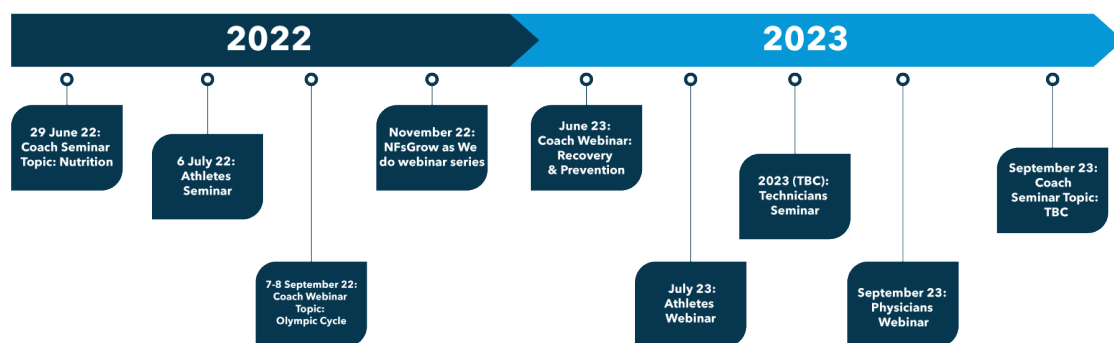 2022
2023
29 June 22:
Coach Seminar
Topic: Nutrition
6 July 22:
Athletes
Seminar
7-8 September 22:
Coach Webinar
Topic:
Olympic Cycle
November 22:
NFsGrow as We
do webinar series
June 23:
Coach Webinar:
Recovery
& Prevention
July 23:
Athletes
Webinar
2023 (TBC):
Technicians
Seminar
September 23:
Physicians
Webinar
September 23:
Coach
Seminar Topic:
TBC